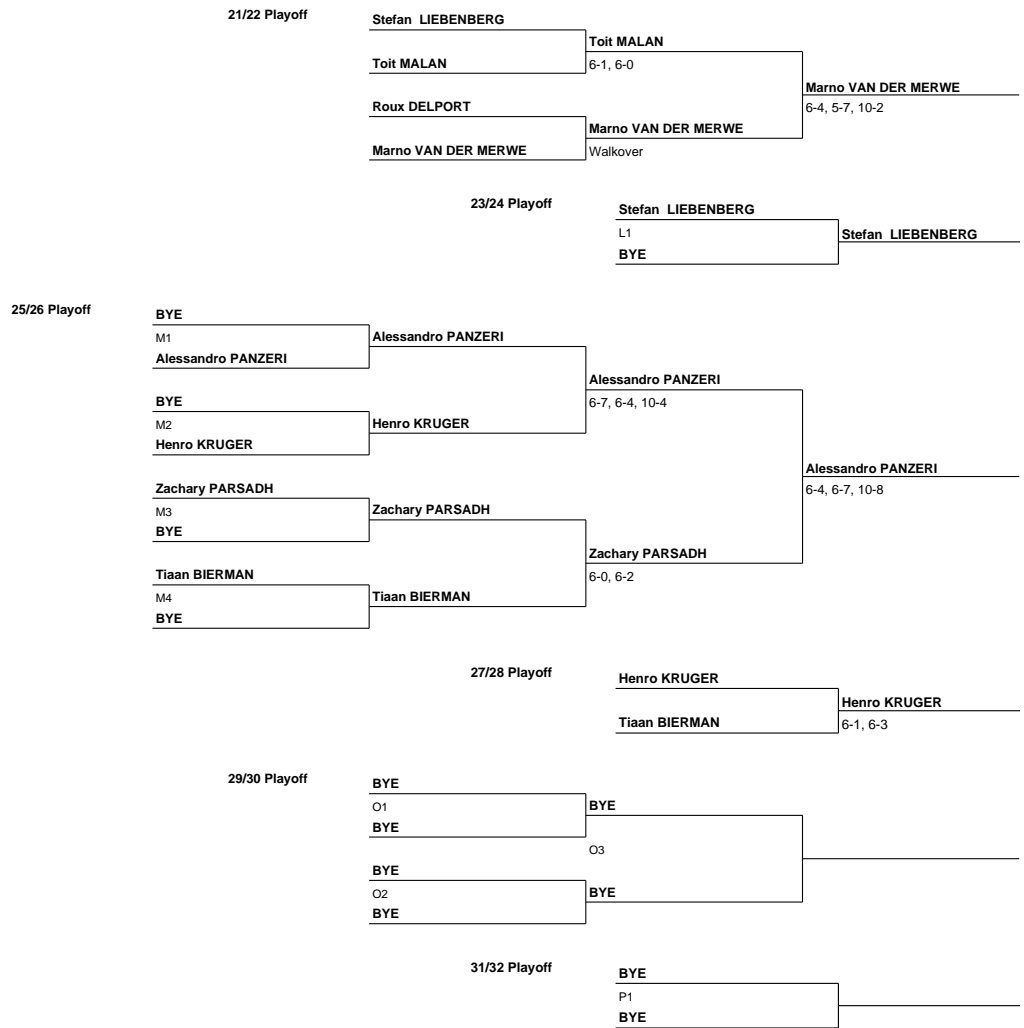 21/22 Playoff
Stefan LIEBENBERG
Toit MALAN
Toit MALAN
6-1, 6-0
Marno VAN DER MERWE
6-4, 5-7, 10-2
Roux DELPORT
Marno VAN DER MERWE
Marno VAN DER MERWE
Walkover
23/24 Playoff
Stefan LIEBENBERG
L1
Stefan LIEBENBERG
BYE
25/26 Playoff
BYE
M1
Alessandro PANZERI
Alessandro PANZERI
Alessandro PANZERI
6-7, 6-4, 10-4
BYE
M2
Henro KRUGER
Henro KRUGER
Alessandro PANZERI
6-4, 6-7, 10-8
Zachary PARSADH
M3
Zachary PARSADH
BYE
Zachary PARSADH
6-0, 6-2
Tiaan BIERMAN
M4
Tiaan BIERMAN
BYE
27/28 Playoff
Henro KRUGER
Henro KRUGER
Tiaan BIERMAN
6-1, 6-3
29/30 Playoff
BYE
O1
BYE
BYE
O3
BYE
O2
BYE
BYE
31/32 Playoff
BYE
P1
BYE